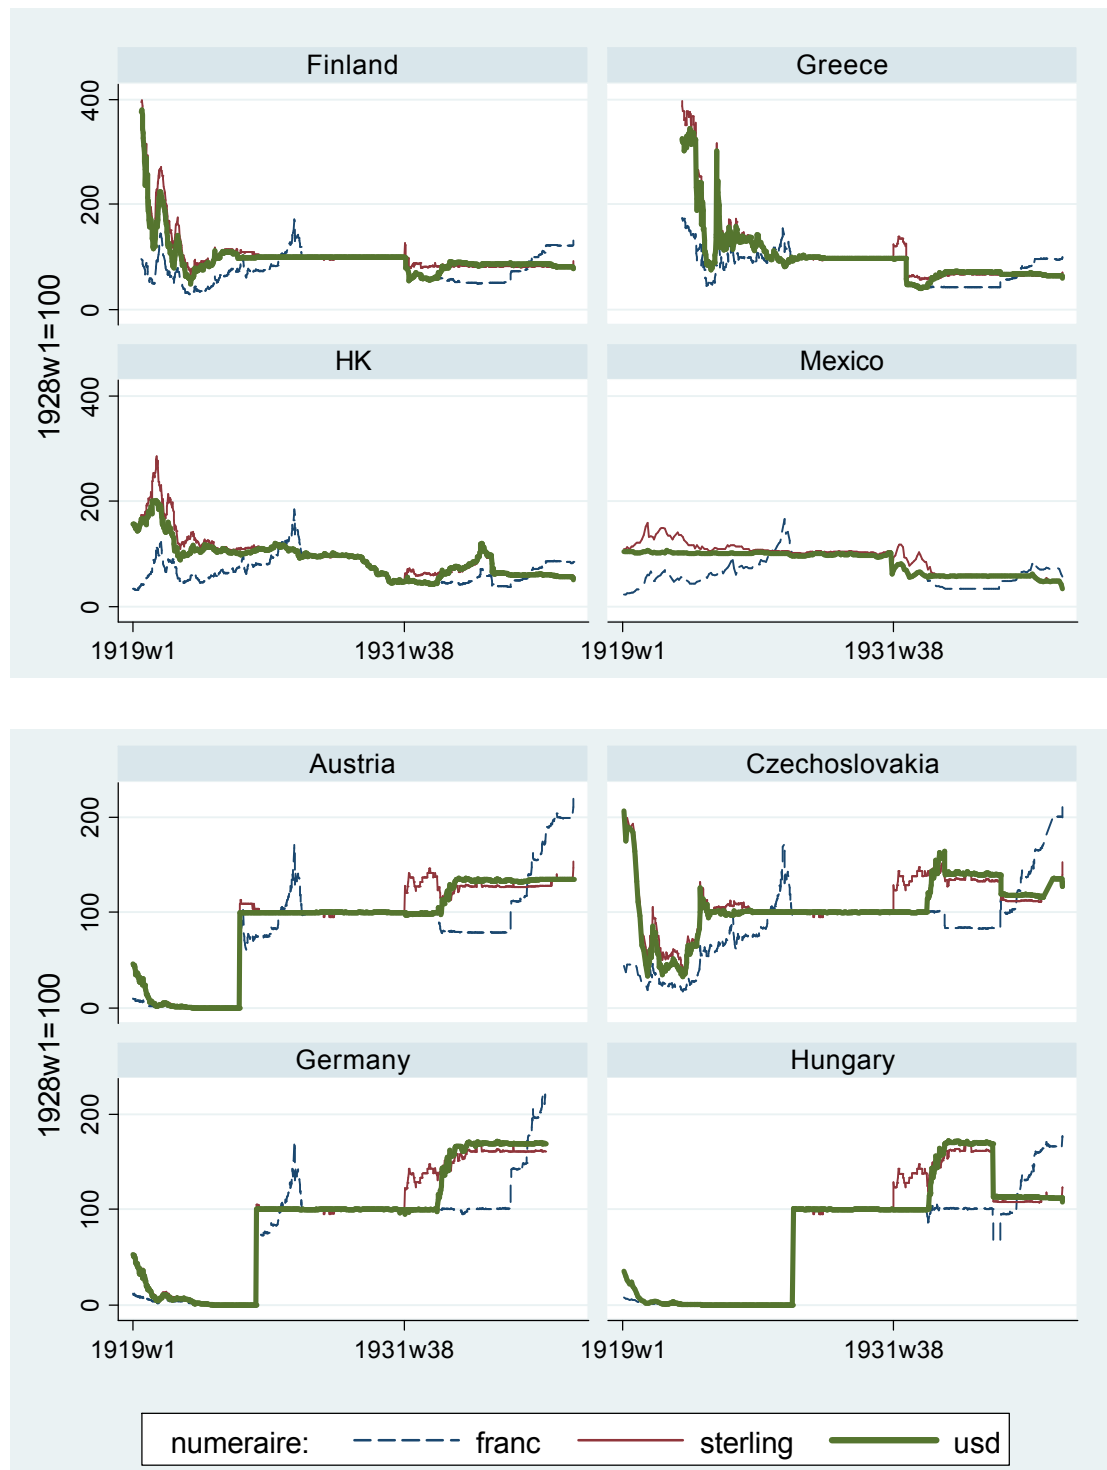 Finland
Greece
400
200
0
HK
Mexico
400
200
0
1919w1
1931w38
1919w1
1931w38
1928w1=100
Austria
Czechoslovakia
200
100
0
Germany
Hungary
200
100
0
1919w1
1931w38
1919w1
1931w38
1928w1=100
numeraire: franc sterling usd